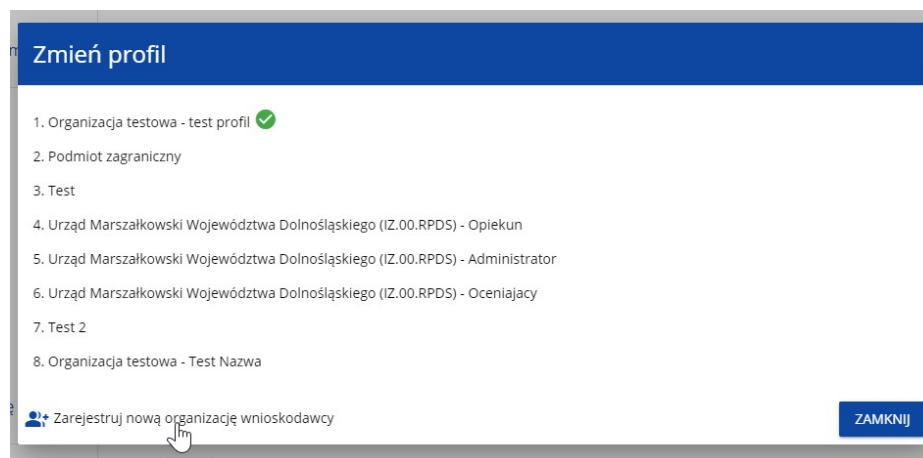 Zmień profil
1. Organizacja testowa - test profil
2. Podmiot zagraniczny
3. Test
4. Urząd Marszałkowski Województwa Dolnośląskiego (IZ.00.RPDS) - Opiekun
5. Urząd Marszałkowski Województwa Dolnośląskiego (IZ.00.RPDS) - Administrator
6. Urząd Marszałkowski Województwa Dolnośląskiego (IZ.00.RPDS) - Oceniajacy
7. Test 2
8. Organizacja testowa - Test Nazwa
Zarejestruj nową organizację wnioskodawcy
ZAMKNIJ